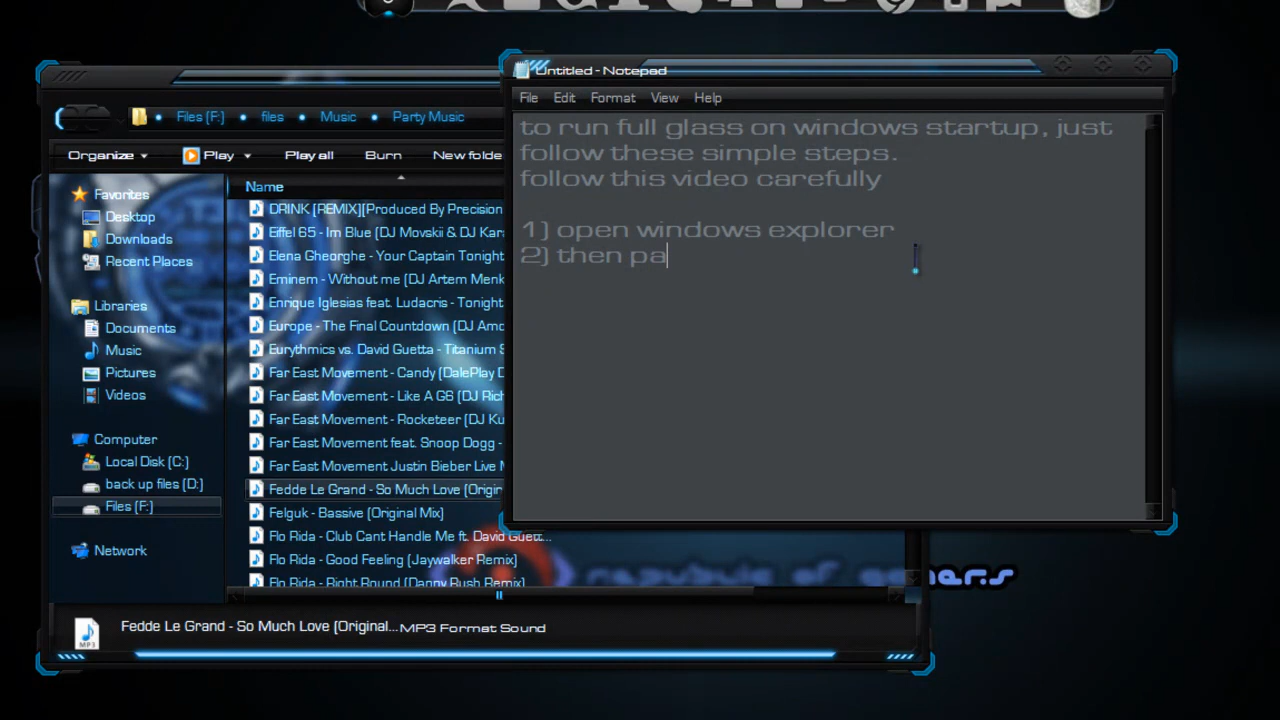 Untitled - Notepad
File Edit Format View Help
to run full glass on windows startup, just
follow these simple steps.
follow this video carefully
1) open windows explorer
2) then pa
Files (F:) • files • Music • Party Music
Organize Play Play all Burn New folde
Favorites
Desktop
Downloads
Recent Places
Libraries
Documents
Music
Pictures
Videos
Computer
Local Disk (C:)
back up files (D:)
Files (F:)
Network
Name
DRINK [REMIX][Produced By Precision
Eiffel 65 - Im Blue (DJ Movskii & DJ Kara
Elena Gheorghe - Your Captain Tonight
Eminem - Without me (DJ Artem Menk
Enrique Iglesias feat. Ludacris - Tonight
Europe - The Final Countdown (DJ Amo
Eurythmics vs. David Guetta - Titanium S
Far East Movement - Candy (DalePlay D
Far East Movement - Like A G6 (DJ Rich
Far East Movement - Rocketeer (DJ Ku
Far East Movement feat. Snoop Dogg -
Far East Movement Justin Bieber Live M
Fedde Le Grand - So Much Love (Origin
Felguk - Bassive (Original Mix)
Flo Rida - Club Cant Handle Me ft. David Guett...
Flo Rida - Good Feeling (Jaywalker Remix)
Flo Rida - Right Round (Danny Rush Remix)
republic of gamers
Fedde Le Grand - So Much Love (Original... MP3 Format Sound
MP3